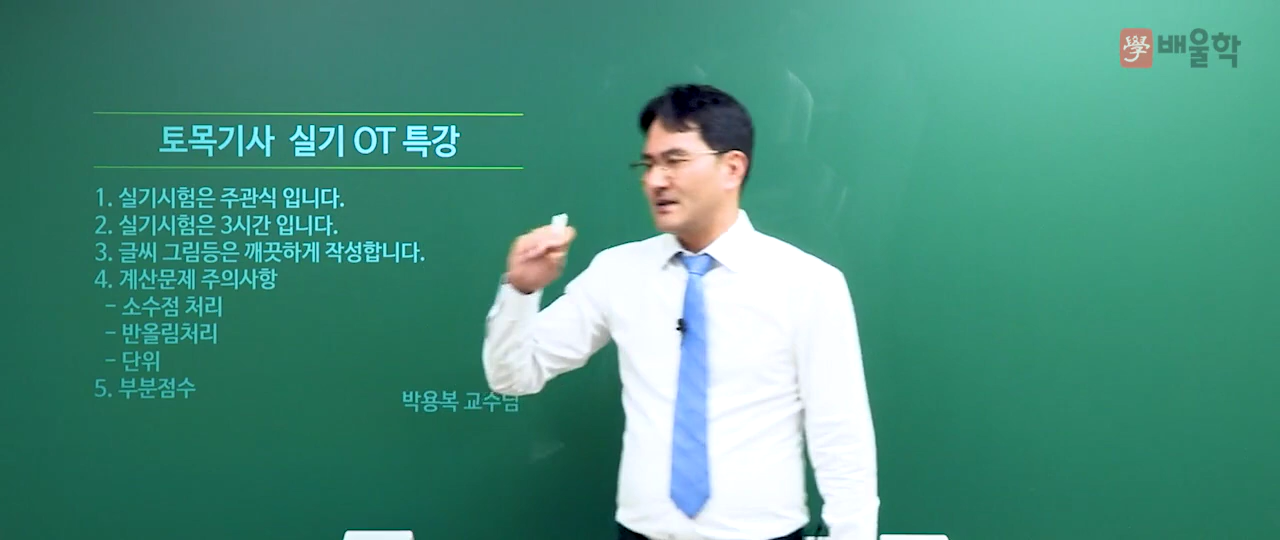 學 배울학
토목기사 실기 OT 특강
1. 실기시험은 주관식 입니다.
2. 실기시험은 3시간 입니다.
3. 글씨 그림등은 깨끗하게 작성합니다.
4. 계산문제 주의사항
- 소수점 처리
- 반올림처리
- 단위
5. 부분점수
박용복 교수님